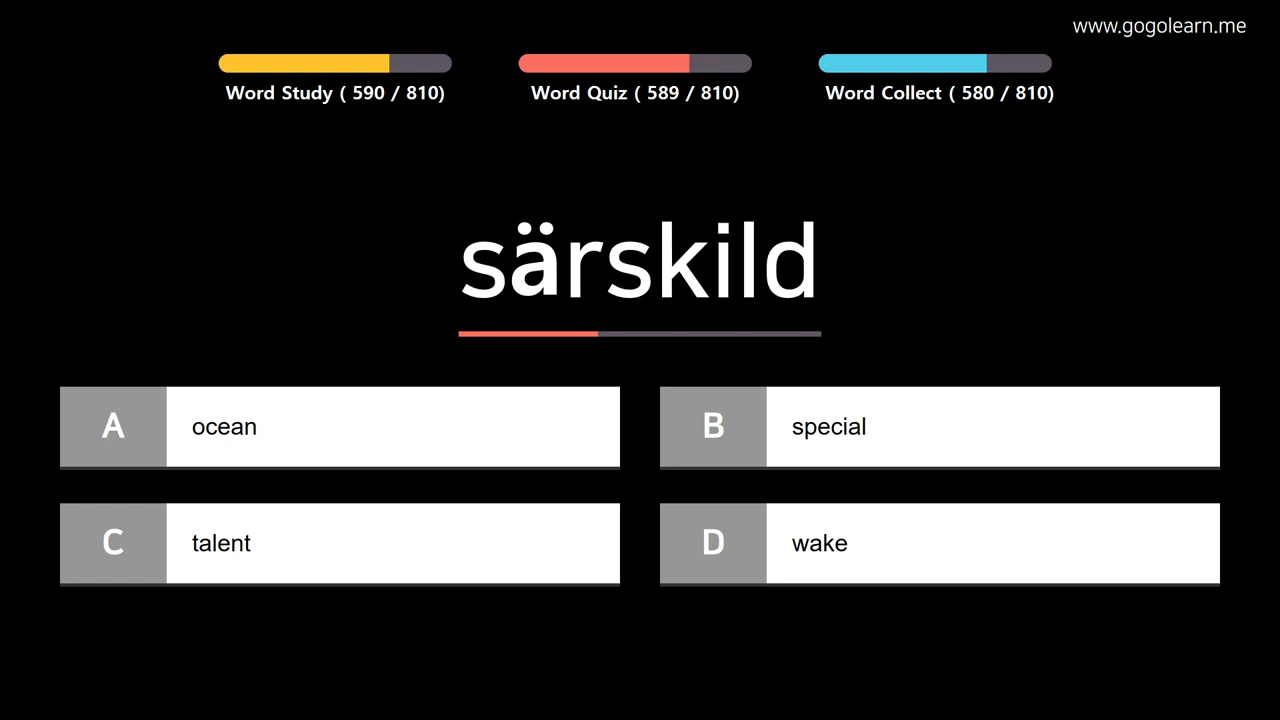 www.gogolearn.me
Word Study ( 590 / 810)
Word Quiz ( 589 / 810)
Word Collect ( 580 / 810)
särskild
A ocean
B special
C talent
D wake